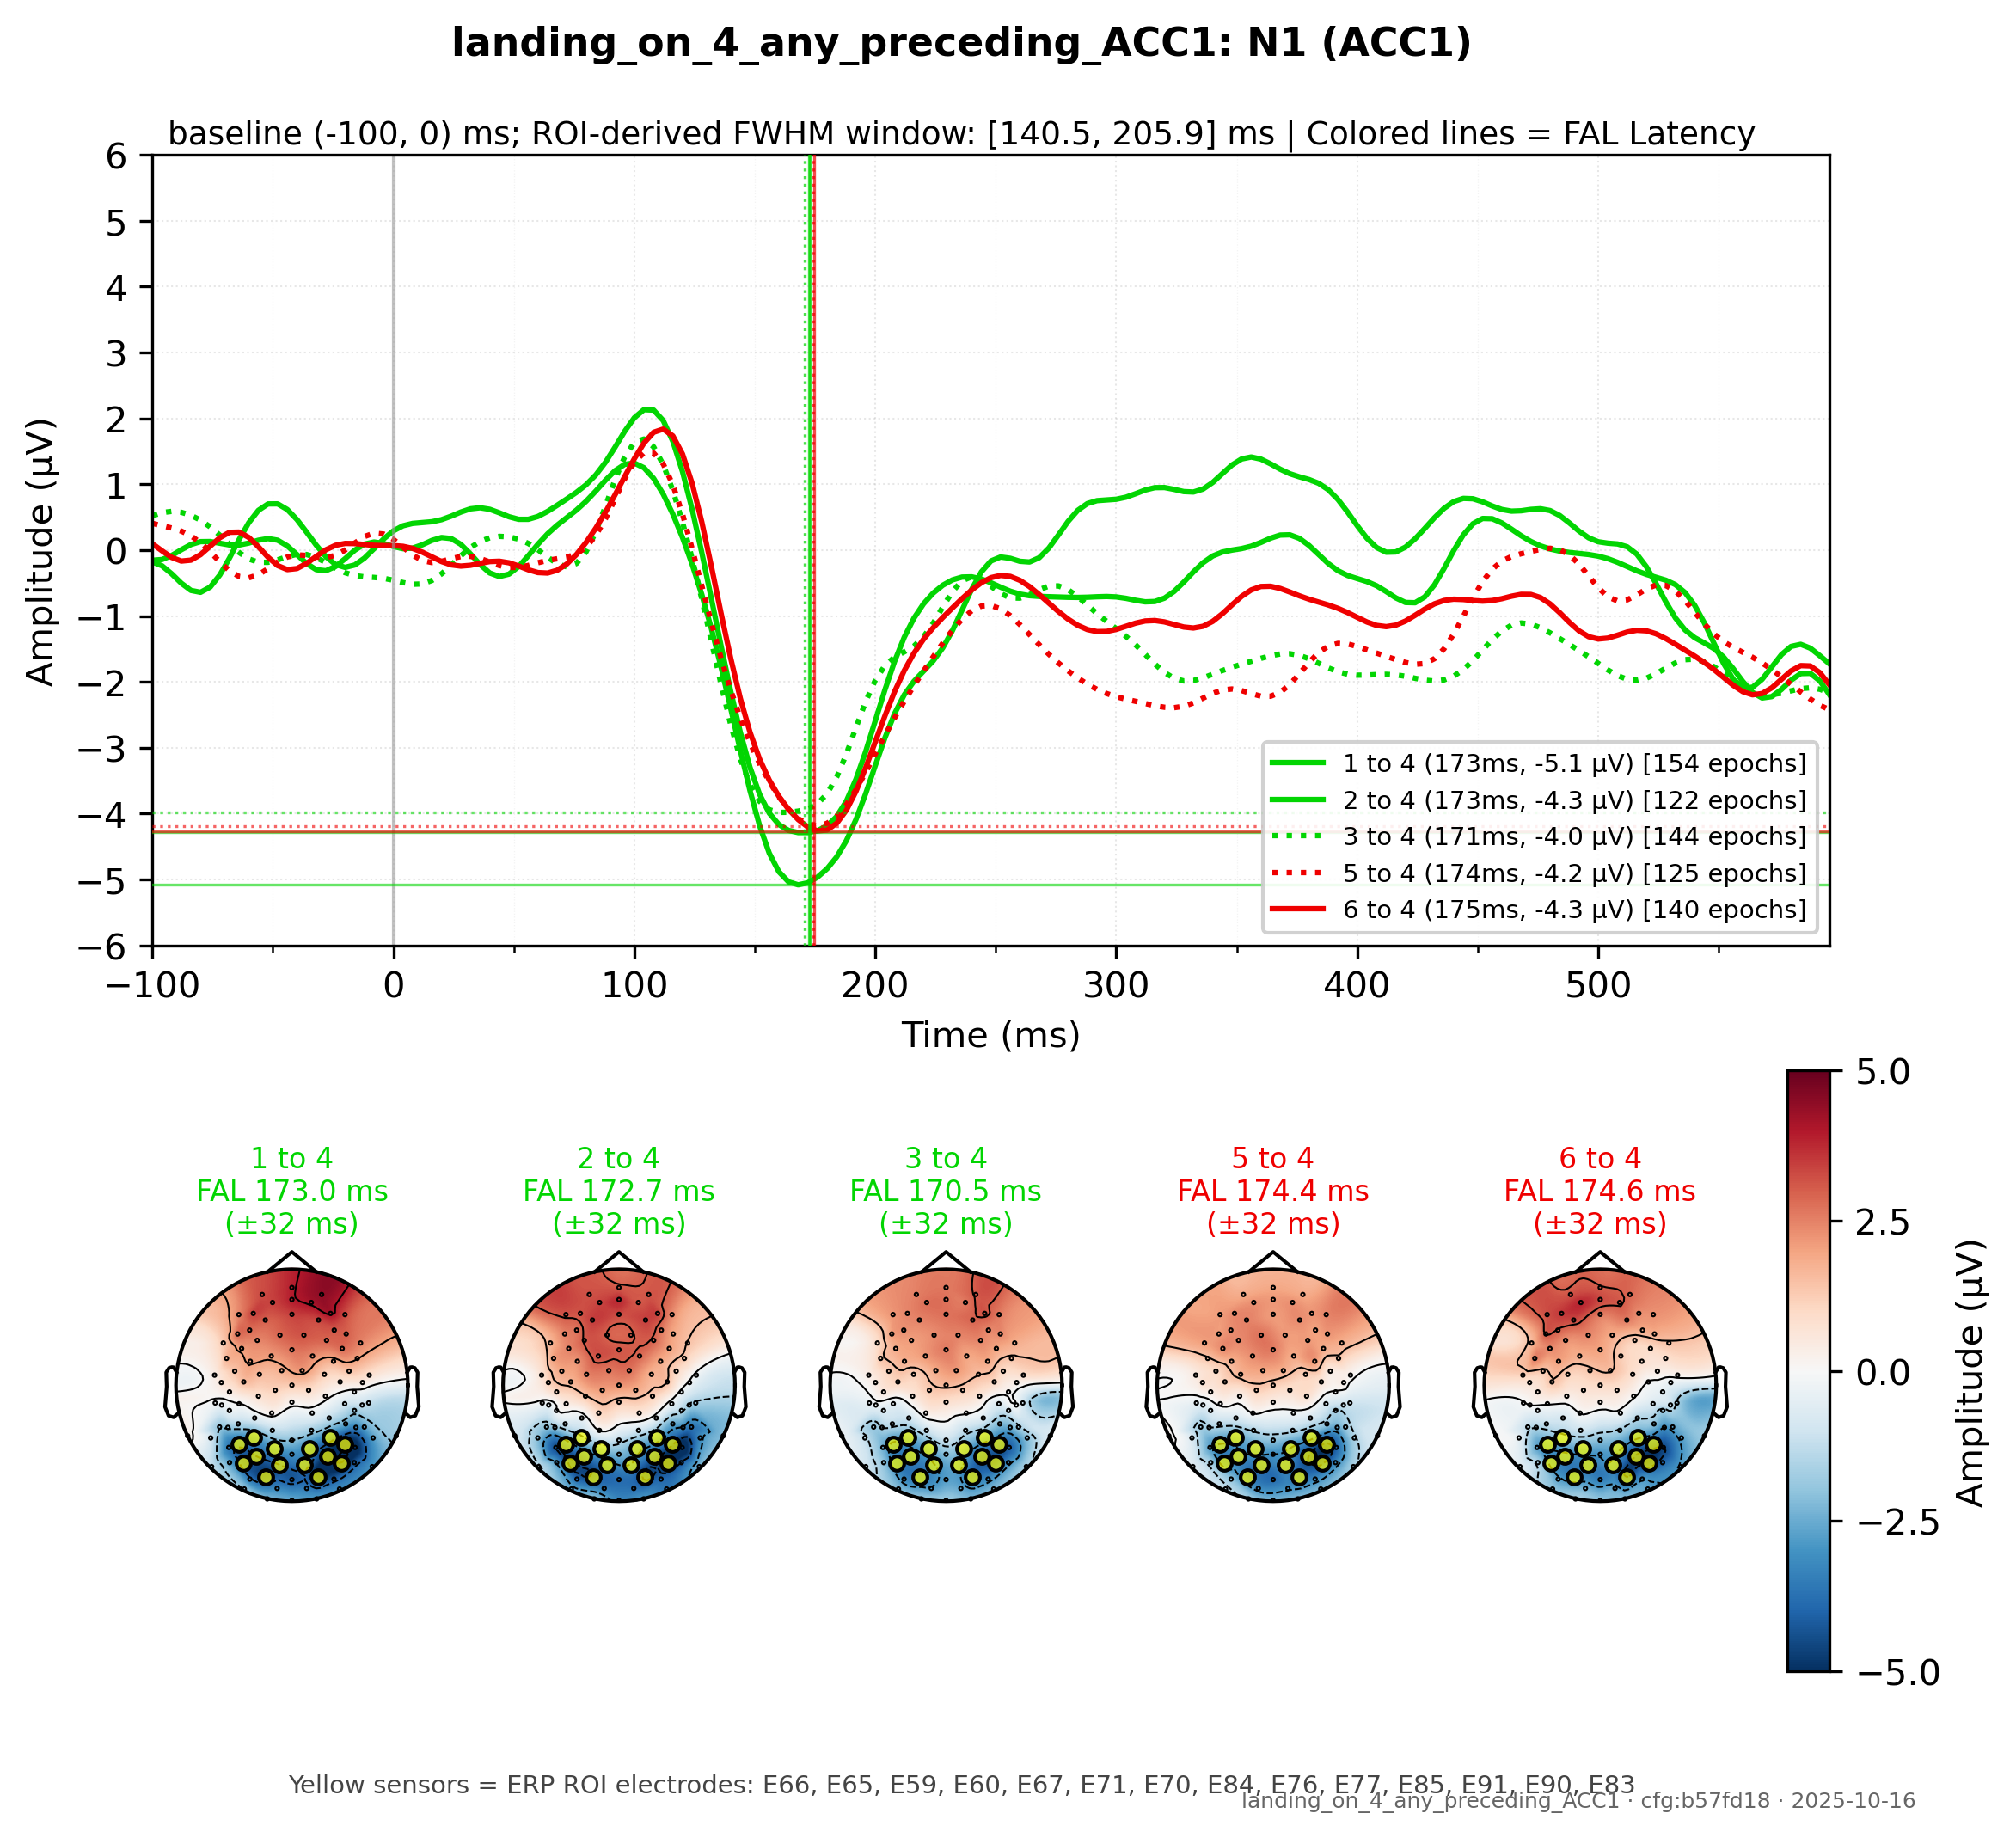 landing_on_4_any_preceding_ACC1: N1 (ACC1)
baseline (-100, 0) ms; ROI-derived FWHM window: [140.5, 205.9] ms | Colored lines = FAL Latency
6
5
4
3
2
1
0
−1
−2
−3
−4
−5
−6
Amplitude (µV)
1 to 4 (173ms, -5.1 µV) [154 epochs]
2 to 4 (173ms, -4.3 µV) [122 epochs]
3 to 4 (171ms, -4.0 µV) [144 epochs]
5 to 4 (174ms, -4.2 µV) [125 epochs]
6 to 4 (175ms, -4.3 µV) [140 epochs]
−100 0 100 200 300 400 500
Time (ms)
1 to 4
FAL 173.0 ms
(±32 ms)
2 to 4
FAL 172.7 ms
(±32 ms)
3 to 4
FAL 170.5 ms
(±32 ms)
5 to 4
FAL 174.4 ms
(±32 ms)
6 to 4
FAL 174.6 ms
(±32 ms)
5.0
2.5
0.0
−2.5
−5.0
Amplitude (µV)
Yellow sensors = ERP ROI electrodes: E66, E65, E59, E60, E67, E71, E70, E84, E76, E77, E85, E91, E90, E83
landing_on_4_any_preceding_ACC1 · cfg:b57fd18 · 2025-10-16